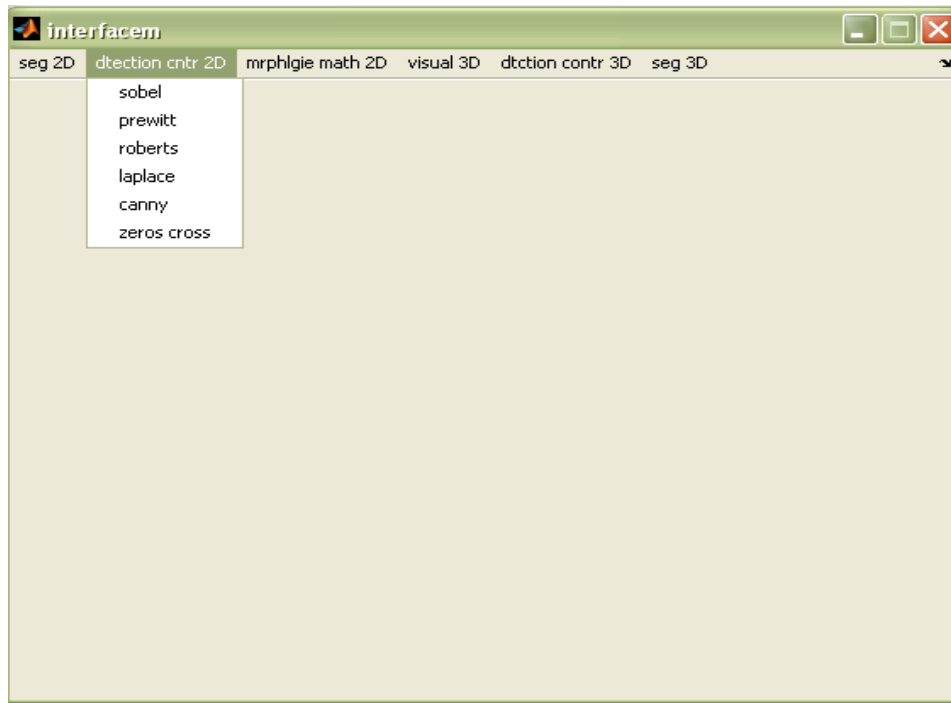 interfacem
seg 2D dtection cntr 2D mrphlgie math 2D visual 3D dtction contr 3D seg 3D
sobel
prewitt
roberts
laplace
canny
zeros cross